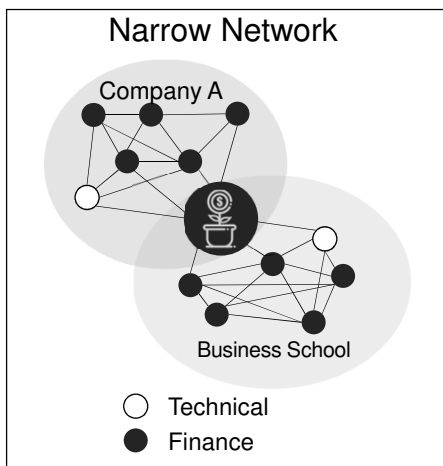 Narrow Network
Company A
$
Business School
Technical
Finance